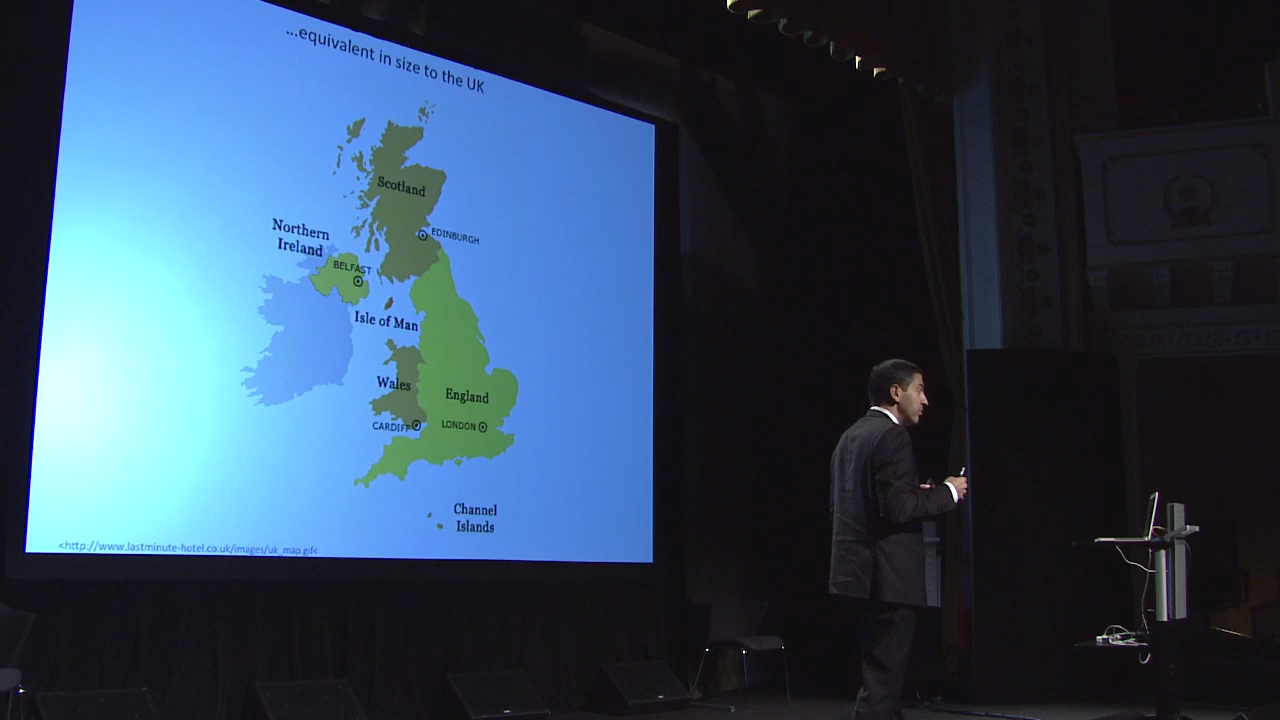 ...equivalent in size to the UK
Scotland
EDINBURGH
Northern
Ireland
BELFAST
Isle of Man
Wales
England
CARDIFF
LONDON
Channel
Islands
<http://www.lastminute-hotel.co.uk/images/uk_map.gif<